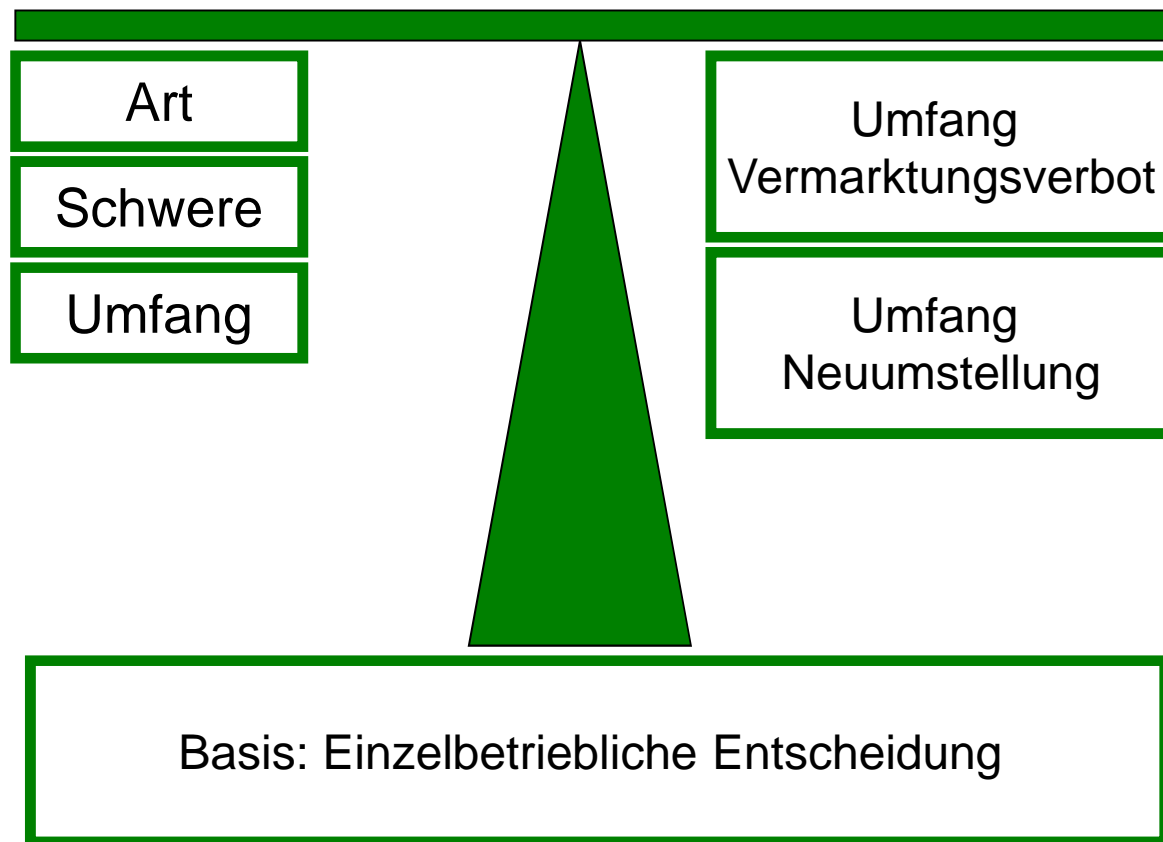 Art
Schwere
Umfang
Umfang
Vermarktungsverbot
Umfang
Neuumstellung
Basis: Einzelbetriebliche Entscheidung